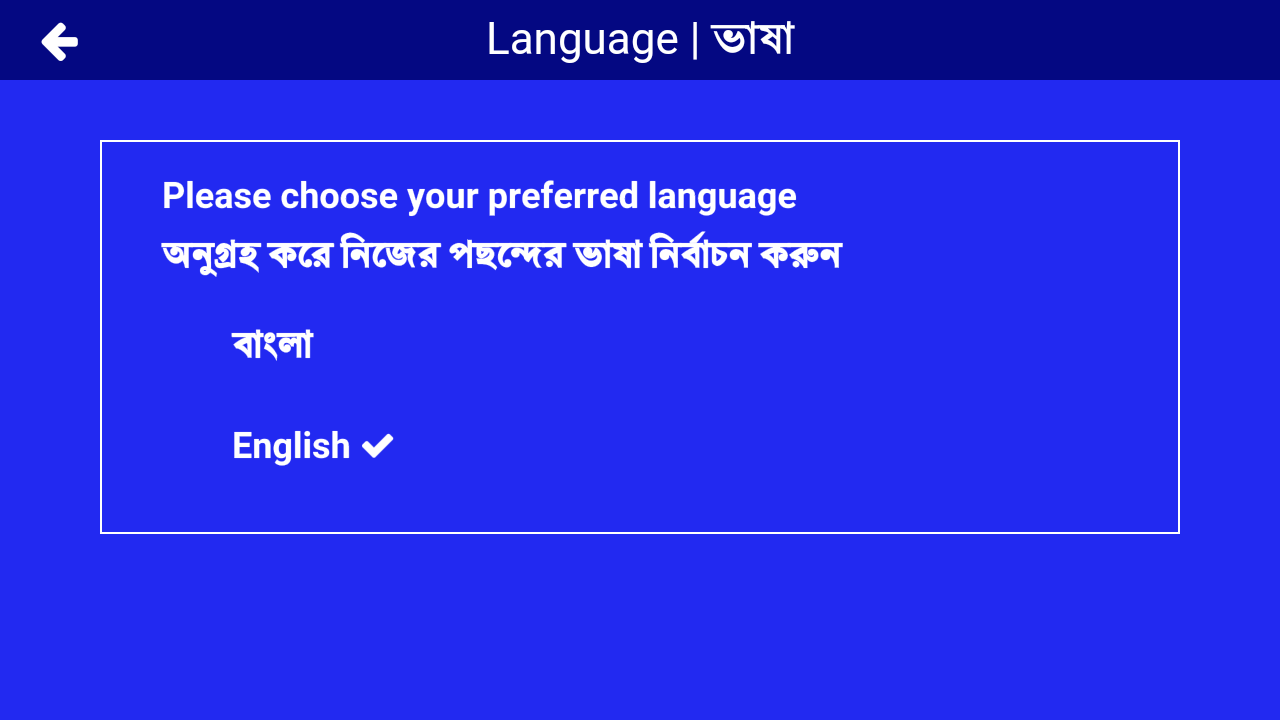 Language | ভাষা
Please choose your preferred language
অনুগ্রহ করে নিজের পছন্দের ভাষা নির্বাচন করুন
বাংলা
English